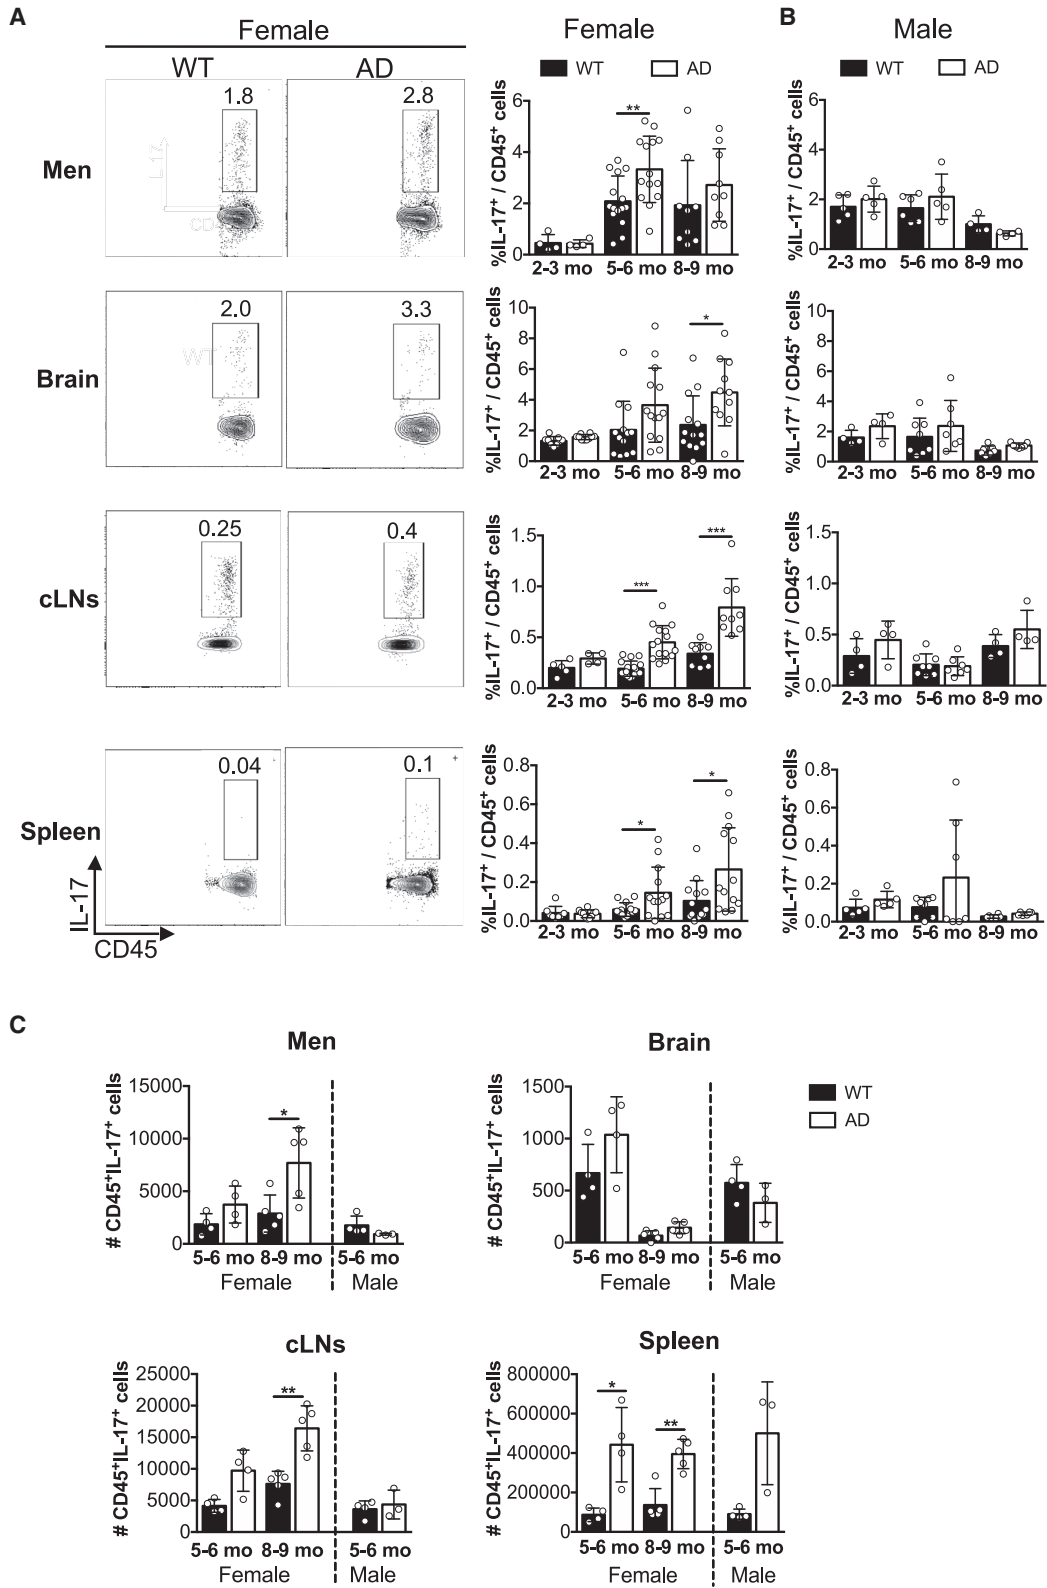 A
B
Female
Female
Male
WT AD
WT AD
WT AD
Men
1.8
2.8
%IL-17⁺ / CD45⁺ cells
6
4
2
0
**
2-3 mo 5-6 mo 8-9 mo
%IL-17⁺ / CD45⁺ cells
6
4
2
0
2-3 mo 5-6 mo 8-9 mo
Brain
2.0
WT
3.3
%IL-17⁺ / CD45⁺ cells
10
8
6
4
2
0
*
2-3 mo 5-6 mo 8-9 mo
%IL-17⁺ / CD45⁺ cells
10
8
6
4
2
0
2-3 mo 5-6 mo 8-9 mo
cLNs
0.25
0.4
%IL-17⁺ / CD45⁺ cells
1.5
1.0
0.5
0.0
***
***
2-3 mo 5-6 mo 8-9 mo
%IL-17⁺ / CD45⁺ cells
1.5
1.0
0.5
0.0
2-3 mo 5-6 mo 8-9 mo
Spleen
0.04
0.1
IL-17
CD45
%IL-17⁺ / CD45⁺ cells
0.8
0.6
0.4
0.2
0.0
*
*
2-3 mo 5-6 mo 8-9 mo
%IL-17⁺ / CD45⁺ cells
0.8
0.6
0.4
0.2
0.0
2-3 mo 5-6 mo 8-9 mo
C
Men
# CD45⁺IL-17⁺ cells
15000
10000
5000
0
*
5-6 mo 8-9 mo 5-6 mo
Female Male
Brain
# CD45⁺IL-17⁺ cells
1500
1000
500
0
5-6 mo 8-9 mo 5-6 mo
Female Male
WT
AD
cLNs
# CD45⁺IL-17⁺ cells
25000
20000
15000
10000
5000
0
**
5-6 mo 8-9 mo 5-6 mo
Female Male
Spleen
# CD45⁺IL-17⁺ cells
800000
600000
400000
200000
0
*
**
5-6 mo 8-9 mo 5-6 mo
Female Male